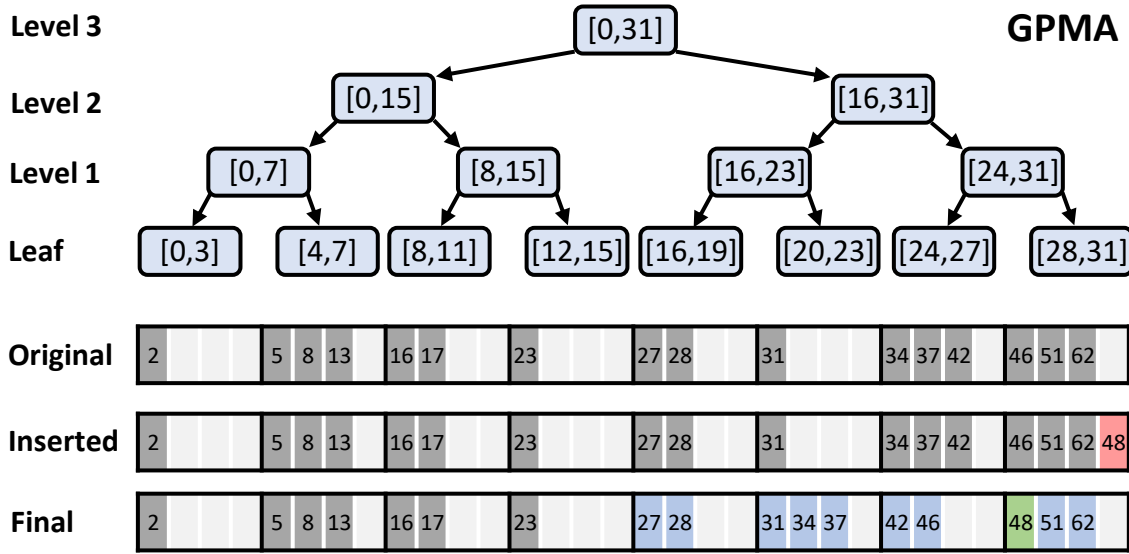 Level 3 [0,31] GPMA
Level 2 [0,15] [16,31]
Level 1 [0,7] [8,15] [16,23] [24,31]
Leaf [0,3] [4,7] [8,11] [12,15] [16,19] [20,23] [24,27] [28,31]
Original 2 5 8 13 16 17 23 27 28 31 34 37 42 46 51 62
Inserted 2 5 8 13 16 17 23 27 28 31 34 37 42 46 51 62 48
Final 2 5 8 13 16 17 23 27 28 31 34 37 42 46 48 51 62